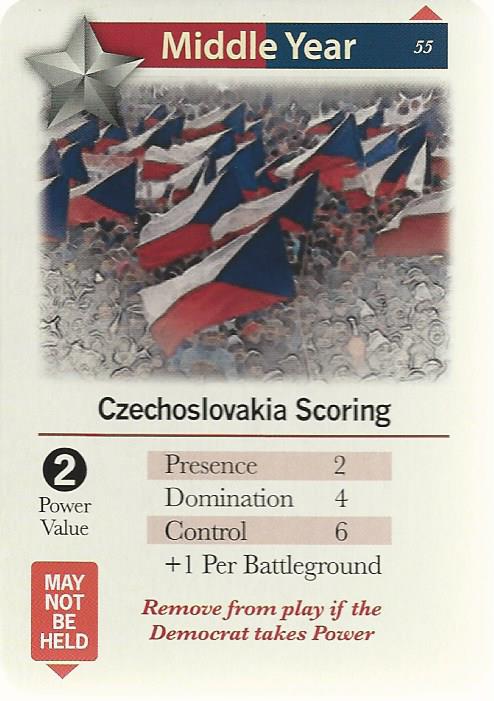 Middle Year
55
Czechoslovakia Scoring
2
Power
Value
Presence 2
Domination 4
Control 6
+1 Per Battleground
MAY
NOT
BE
HELD
Remove from play if the
Democrat takes Power